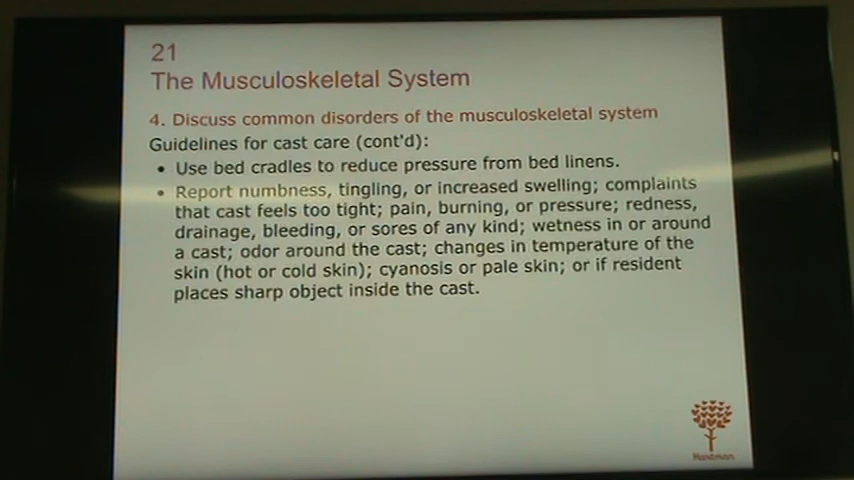 21
The Musculoskeletal System
4. Discuss common disorders of the musculoskeletal system
Guidelines for cast care (cont'd):
• Use bed cradles to reduce pressure from bed linens.
• Report numbness, tingling, or increased swelling; complaints
that cast feels too tight; pain, burning, or pressure; redness,
drainage, bleeding, or sores of any kind; wetness in or around
a cast; odor around the cast; changes in temperature of the
skin (hot or cold skin); cyanosis or pale skin; or if resident
places sharp object inside the cast.
Hartman